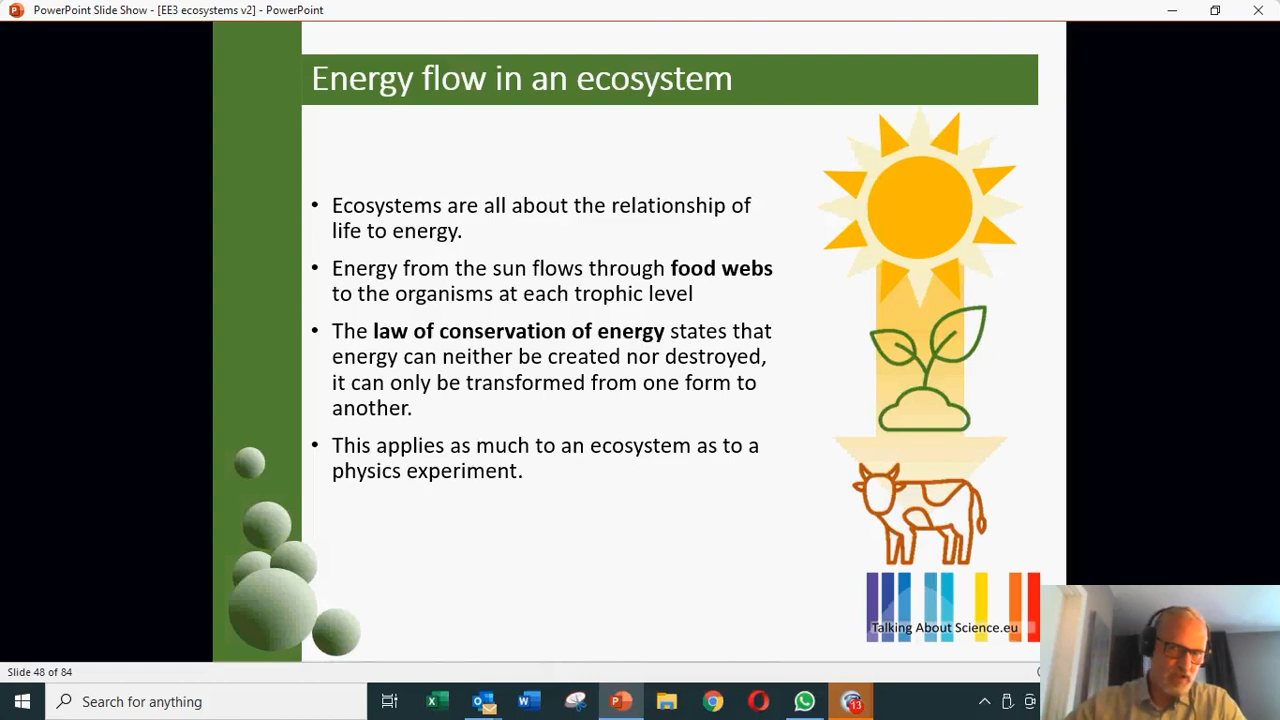 PowerPoint Slide Show - [EE3 ecosystems v2] - PowerPoint
Energy flow in an ecosystem
• Ecosystems are all about the relationship of
life to energy.
• Energy from the sun flows through food webs
to the organisms at each trophic level
• The law of conservation of energy states that
energy can neither be created nor destroyed,
it can only be transformed from one form to
another.
• This applies as much to an ecosystem as to a
physics experiment.
Talking About Science.eu
Slide 48 of 84
Search for anything
13